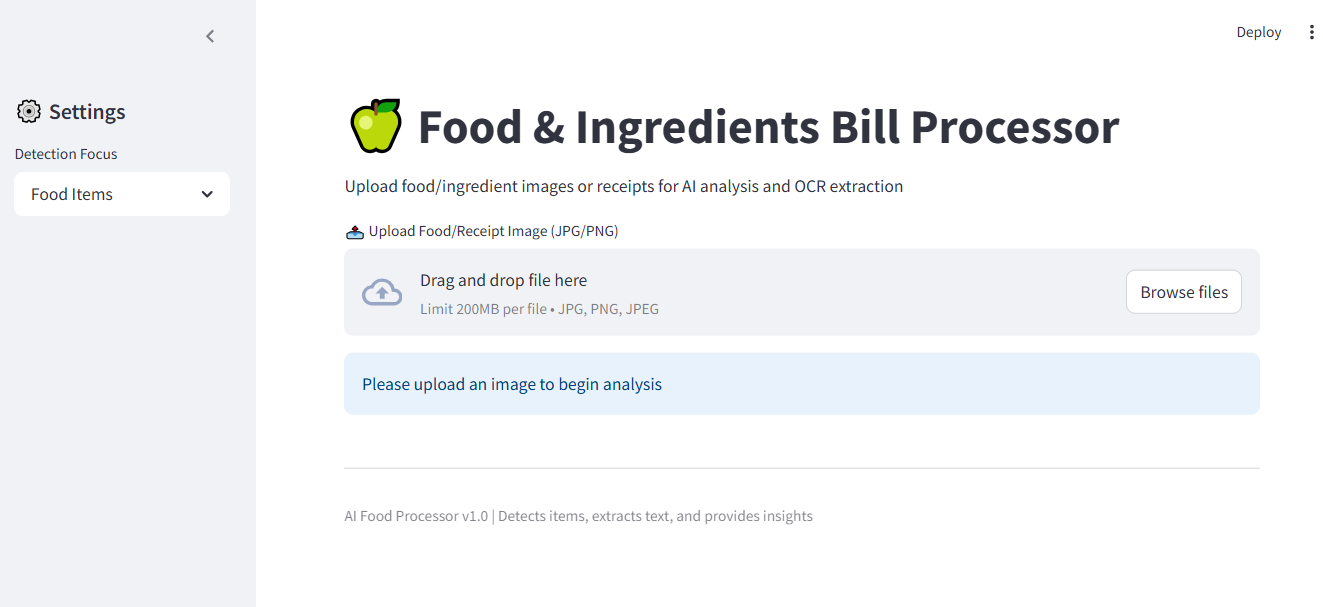 Deploy
Settings
Detection Focus
Food Items
Food & Ingredients Bill Processor
Upload food/ingredient images or receipts for AI analysis and OCR extraction
Upload Food/Receipt Image (JPG/PNG)
Drag and drop file here
Limit 200MB per file • JPG, PNG, JPEG
Browse files
Please upload an image to begin analysis
AI Food Processor v1.0 | Detects items, extracts text, and provides insights